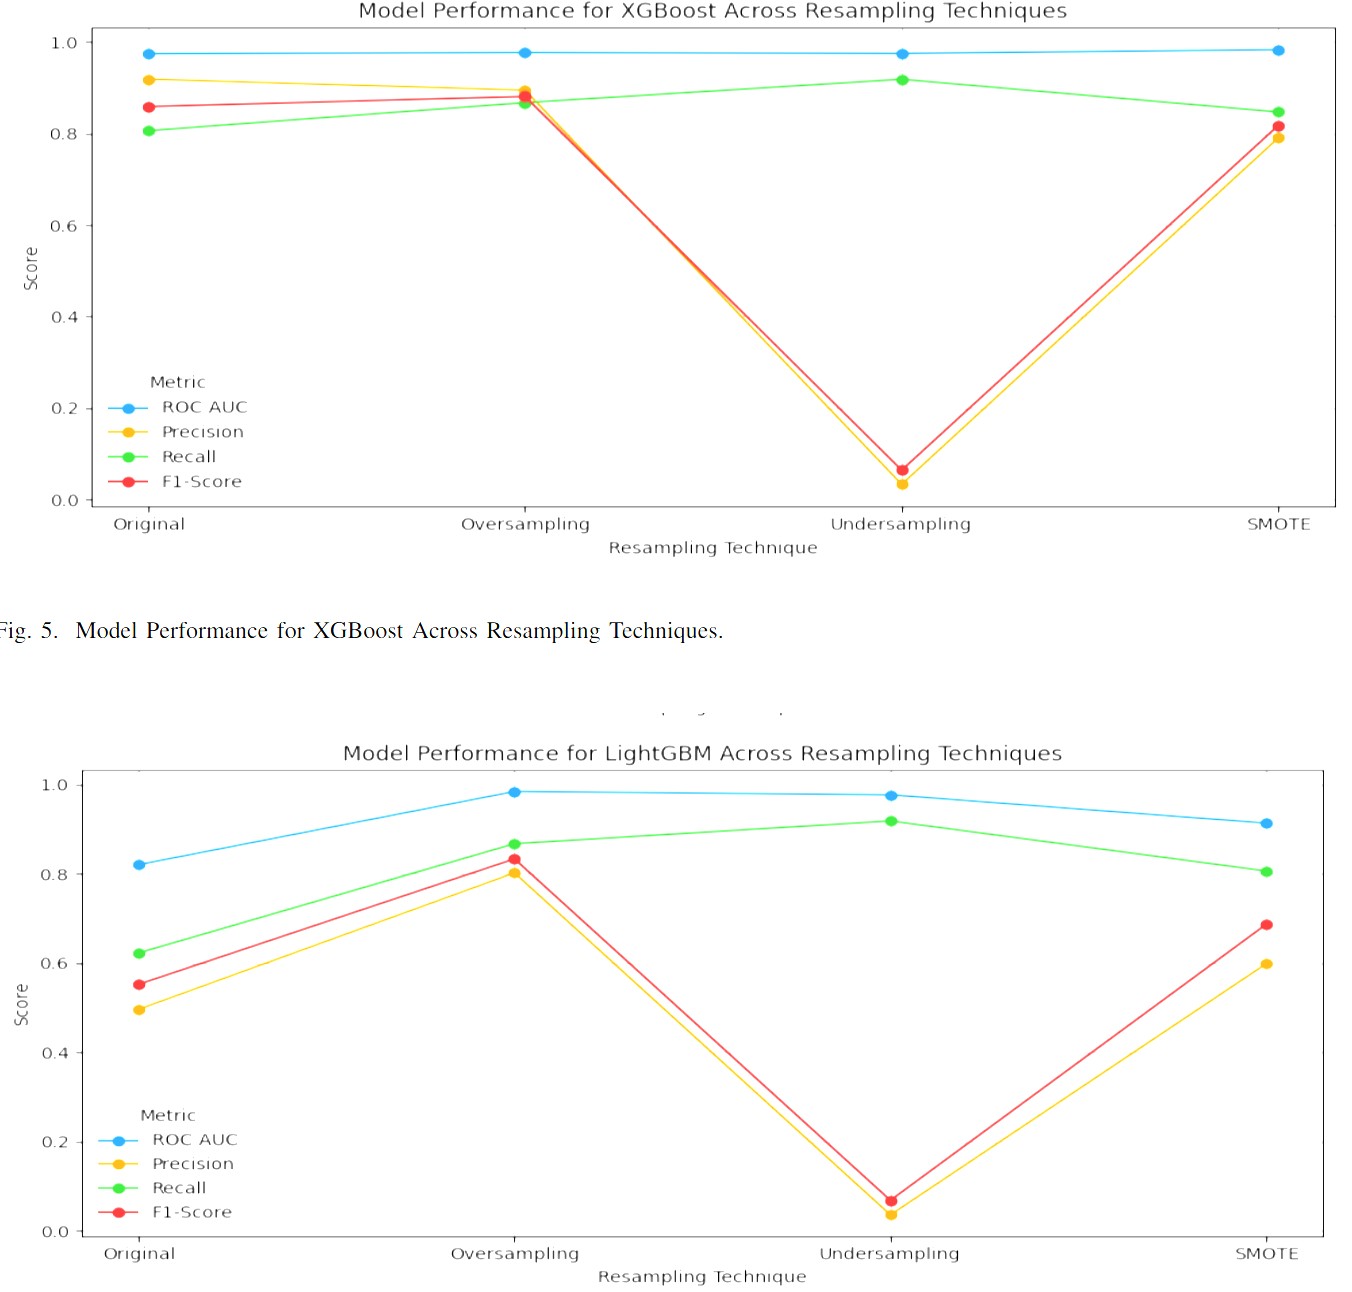 Model Performance for XGBoost Across Resampling Techniques
1.0
0.8
0.6
0.4
0.2
0.0
Score
Metric
ROC AUC
Precision
Recall
F1-Score
Original Oversampling Undersampling SMOTE
Resampling Technique
Fig. 5. Model Performance for XGBoost Across Resampling Techniques.
Model Performance for LightGBM Across Resampling Techniques
1.0
0.8
0.6
0.4
0.2
0.0
Score
Metric
ROC AUC
Precision
Recall
F1-Score
Original Oversampling Undersampling SMOTE
Resampling Technique